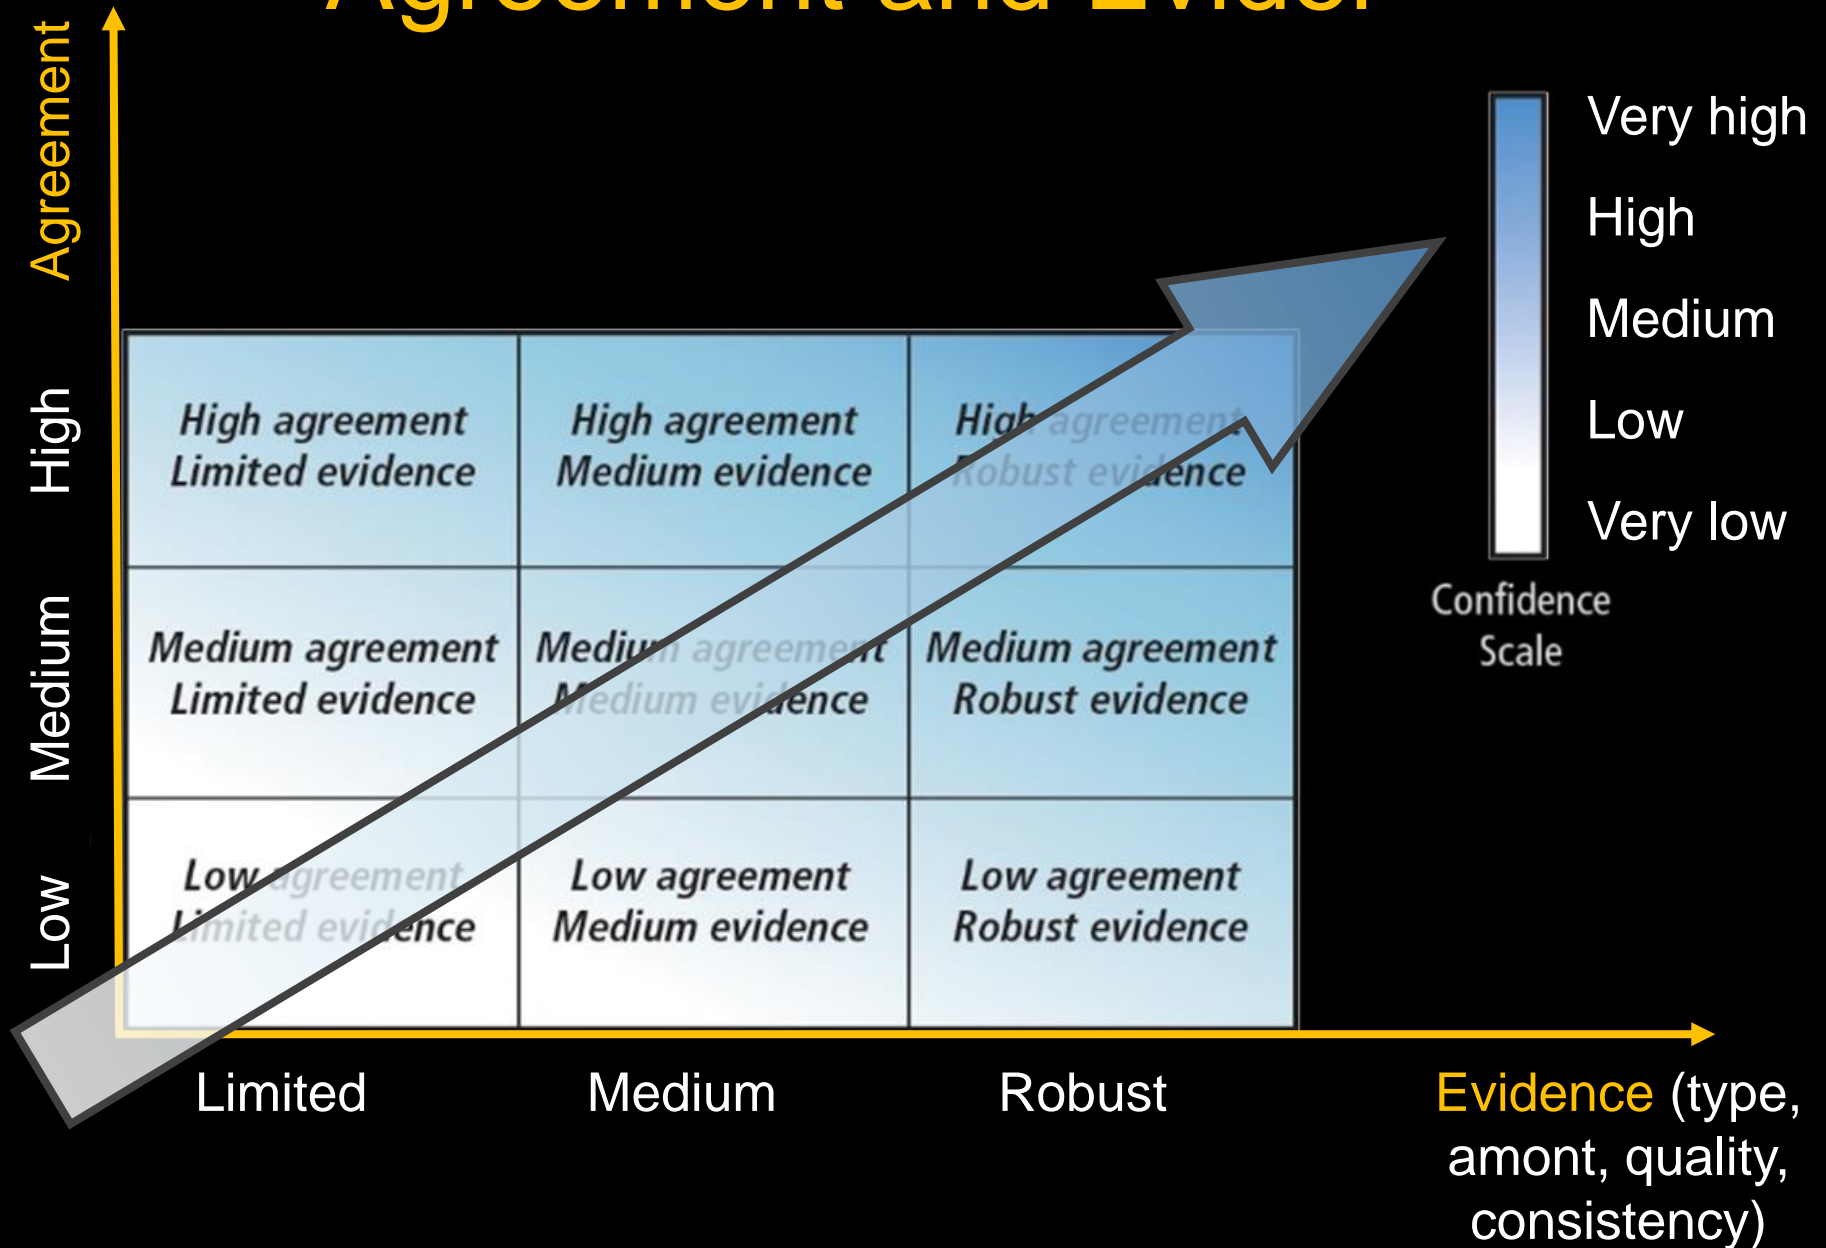 Agreement and Eviden
Agreement
High
Medium
Low
High agreement
Limited evidence
High agreement
Medium evidence
High agreement
Robust evidence
Medium agreement
Limited evidence
Medium agreement
Medium evidence
Medium agreement
Robust evidence
Low agreement
Limited evidence
Low agreement
Medium evidence
Low agreement
Robust evidence
Limited
Medium
Robust
Evidence (type,
amont, quality,
consistency)
Very high
High
Medium
Low
Very low
Confidence
Scale